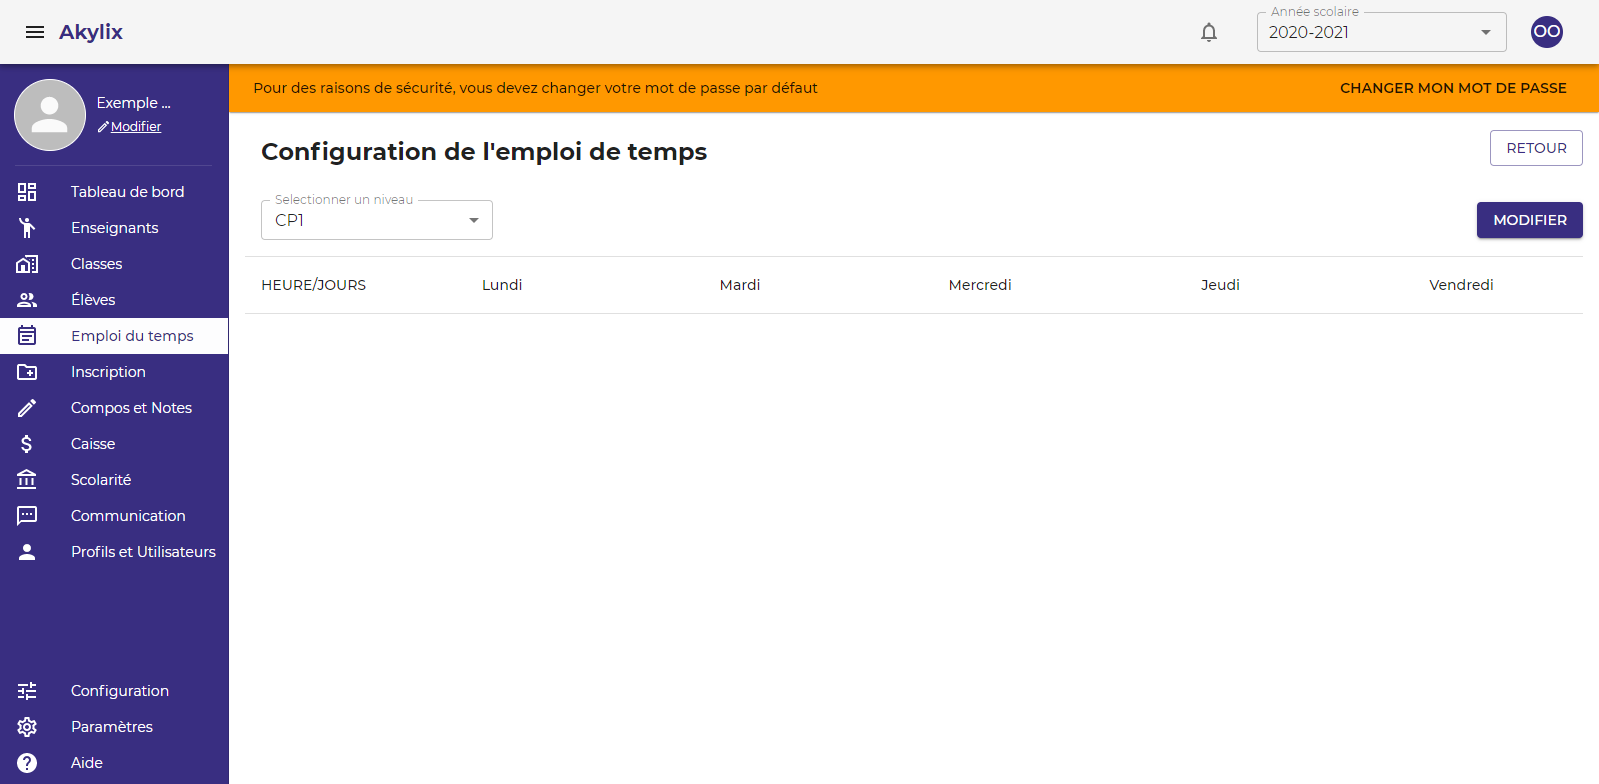 Akylix
Année scolaire
2020-2021
OO
Exemple ...
Modifier
Pour des raisons de sécurité, vous devez changer votre mot de passe par défaut
CHANGER MON MOT DE PASSE
Tableau de bord
Enseignants
Classes
Élèves
Emploi du temps
Inscription
Compos et Notes
Caisse
Scolarité
Communication
Profils et Utilisateurs
Configuration
Paramètres
Aide
Configuration de l'emploi de temps
RETOUR
Selectionner un niveau
CP1
MODIFIER
HEURE/JOURS Lundi Mardi Mercredi Jeudi Vendredi